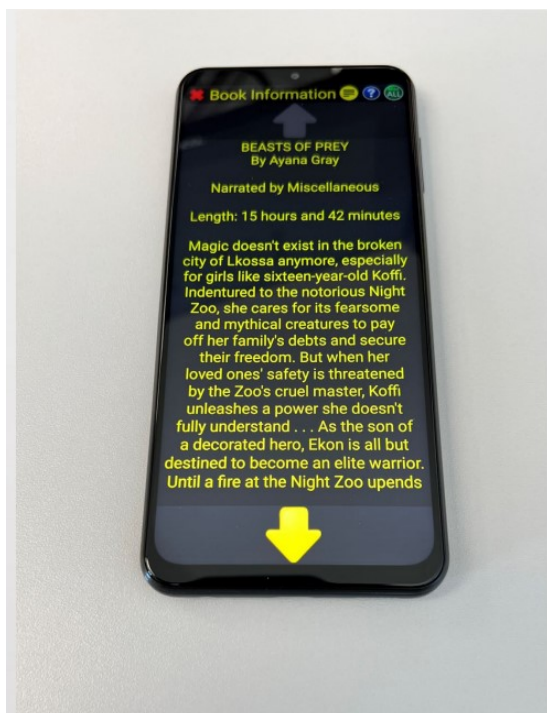 Book Information ? ALL
BEASTS OF PREY
By Ayana Gray
Narrated by Miscellaneous
Length: 15 hours and 42 minutes
Magic doesn't exist in the broken
city of Lkossa anymore, especially
for girls like sixteen-year-old Koffi.
Indentured to the notorious Night
Zoo, she cares for its fearsome
and mythical creatures to pay
off her family's debts and secure
their freedom. But when her
loved ones' safety is threatened
by the Zoo's cruel master, Koffi
unleashes a power she doesn't
fully understand . . . As the son of
a decorated hero, Ekon is all but
destined to become an elite warrior.
Until a fire at the Night Zoo upends